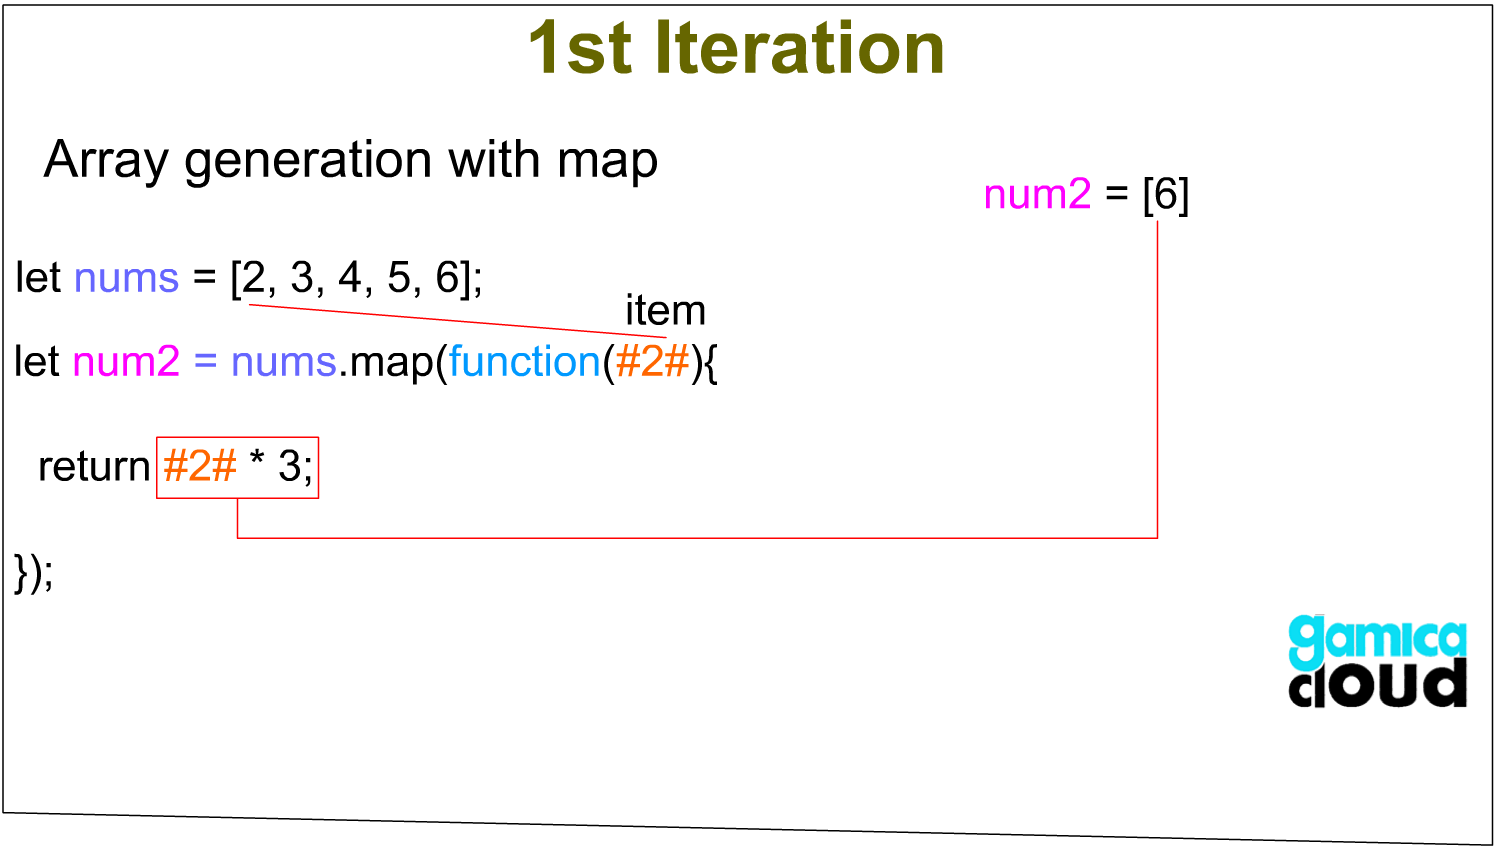 1st Iteration
Array generation with map
num2 = [6]
let nums = [2, 3, 4, 5, 6];
item
let num2 = nums.map(function(#2#){
return #2# * 3;
});
gamica
cloud